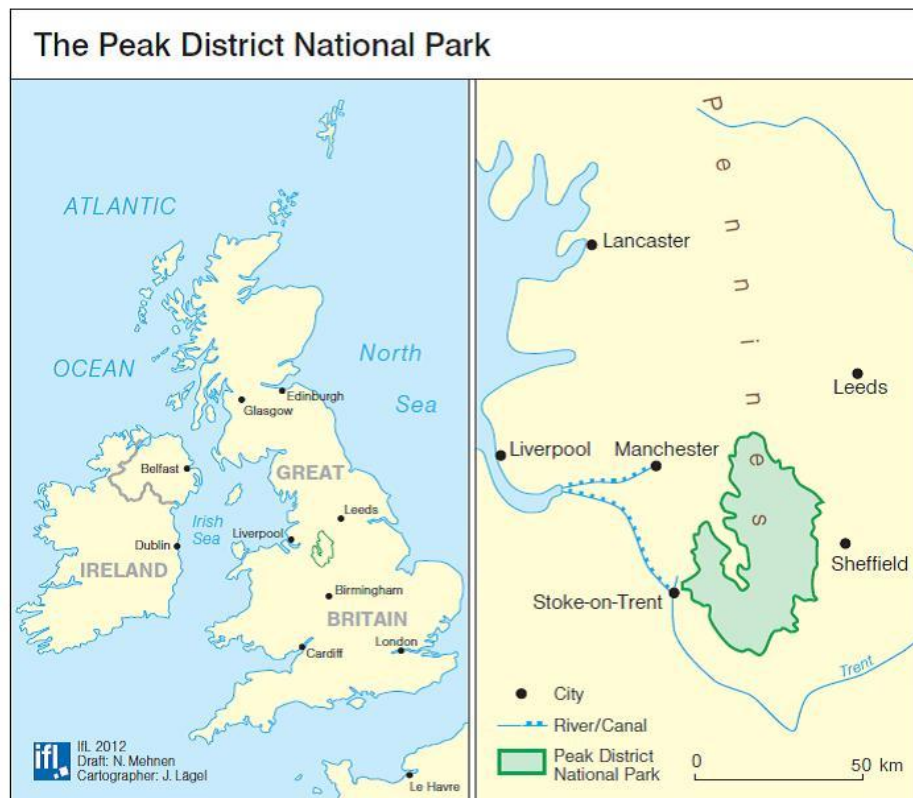 The Peak District National Park
ATLANTIC
OCEAN
North
Sea
Edinburgh
Glasgow
Belfast
GREAT
Irish
Sea
Leeds
Liverpool
Dublin
IRELAND
Birmingham
BRITAIN
London
Cardiff
Le Havre
ifl
IfL 2012
Draft: N. Mehnen
Cartographer: J. Lägel
Pennines
Lancaster
Leeds
Liverpool
Manchester
Sheffield
Stoke-on-Trent
Trent
City
River/Canal
Peak District
National Park
0 50 km